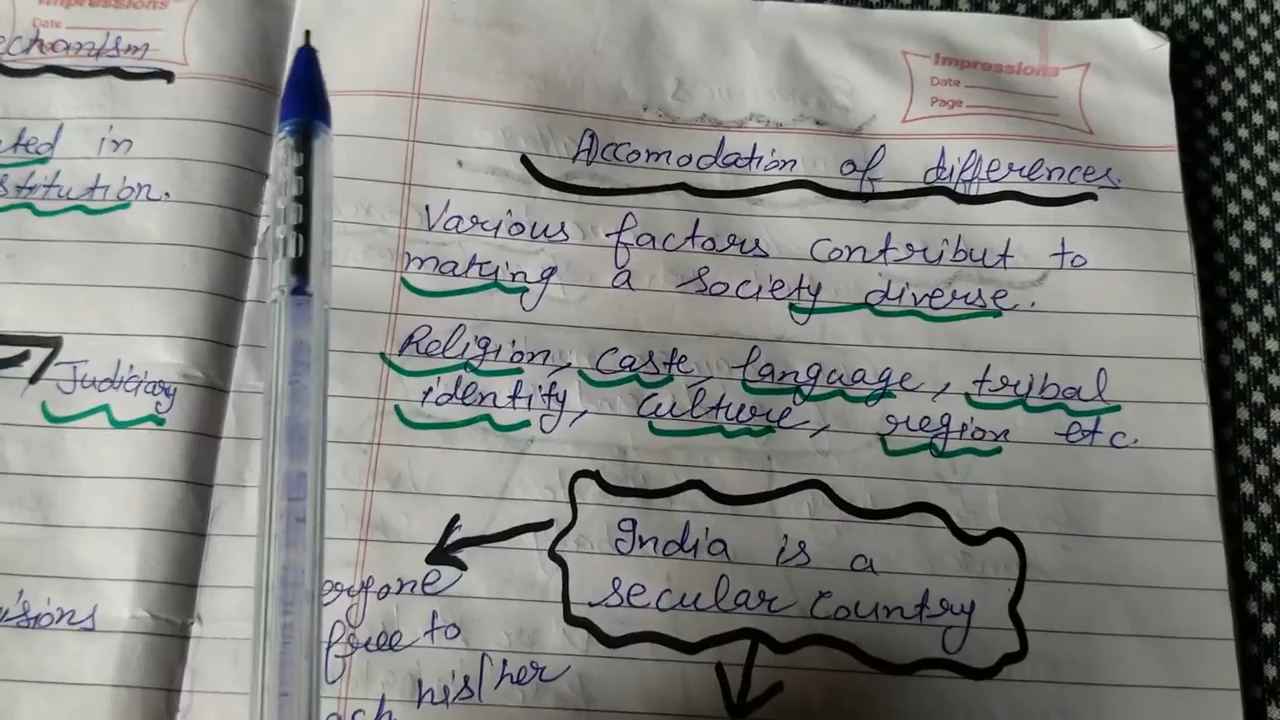 Impressions
Date
echanism
ted in
stitution.
Judiciary
Impressions
Date
Page
Accomodation of differences.
Various factors contribut to
making a society diverse.
Religion, caste, language, tribal
identity, culture, region etc.
India is a
secular country
eryone
free to
his/her